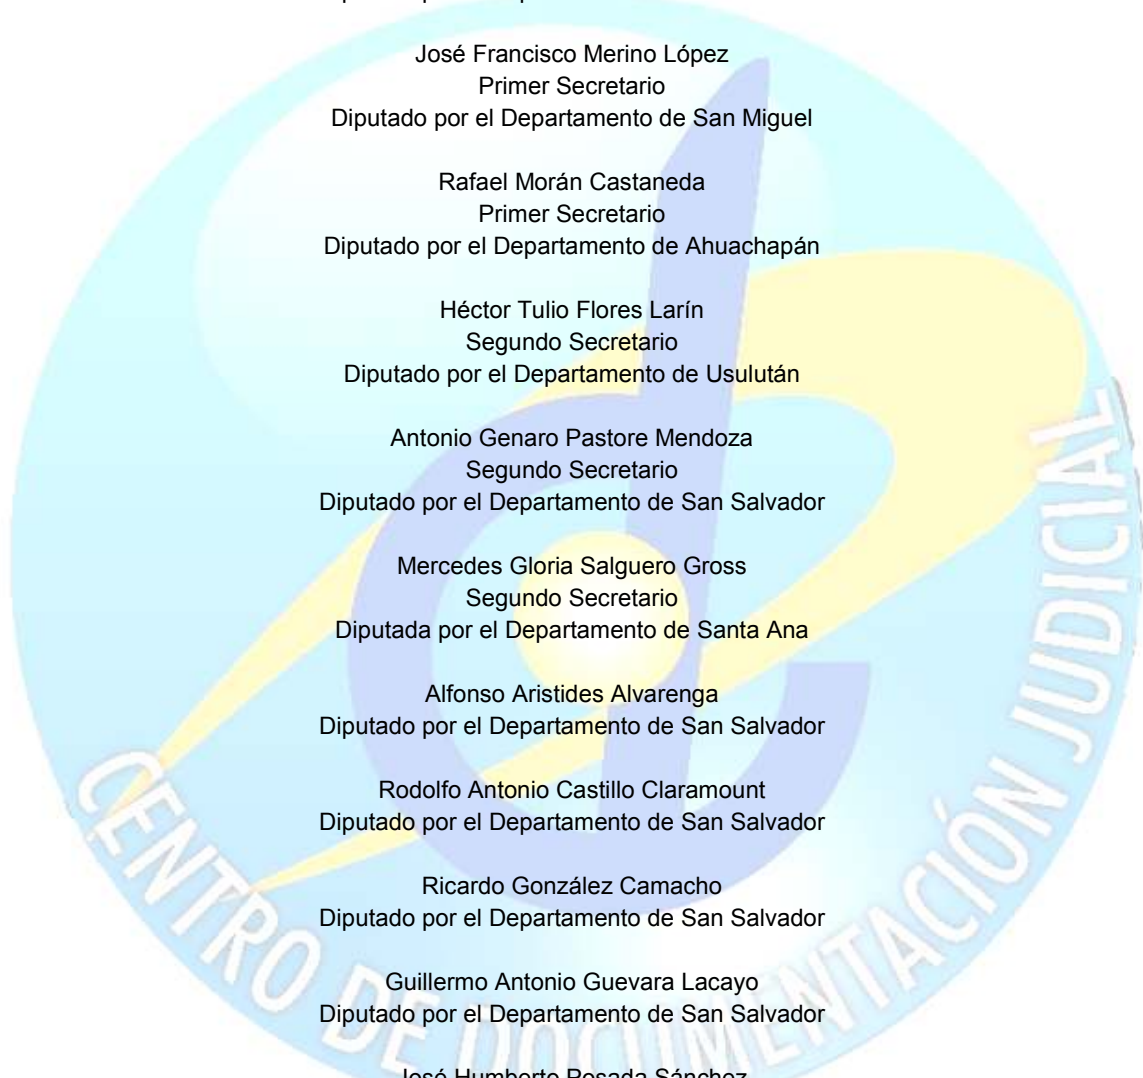 José Francisco Merino López
Primer Secretario
Diputado por el Departamento de San Miguel
Rafael Morán Castaneda
Primer Secretario
Diputado por el Departamento de Ahuachapán
Héctor Tulio Flores Larín
Segundo Secretario
Diputado por el Departamento de Usulután
Antonio Genaro Pastore Mendoza
Segundo Secretario
Diputado por el Departamento de San Salvador
Mercedes Gloria Salguero Gross
Segundo Secretario
Diputada por el Departamento de Santa Ana
Alfonso Aristides Alvarenga
Diputado por el Departamento de San Salvador
Rodolfo Antonio Castillo Claramount
Diputado por el Departamento de San Salvador
Ricardo González Camacho
Diputado por el Departamento de San Salvador
Guillermo Antonio Guevara Lacayo
Diputado por el Departamento de San Salvador
José Humberto Posada Sánchez
CENTRO DE DOCUMENTACIÓN JUDICIAL